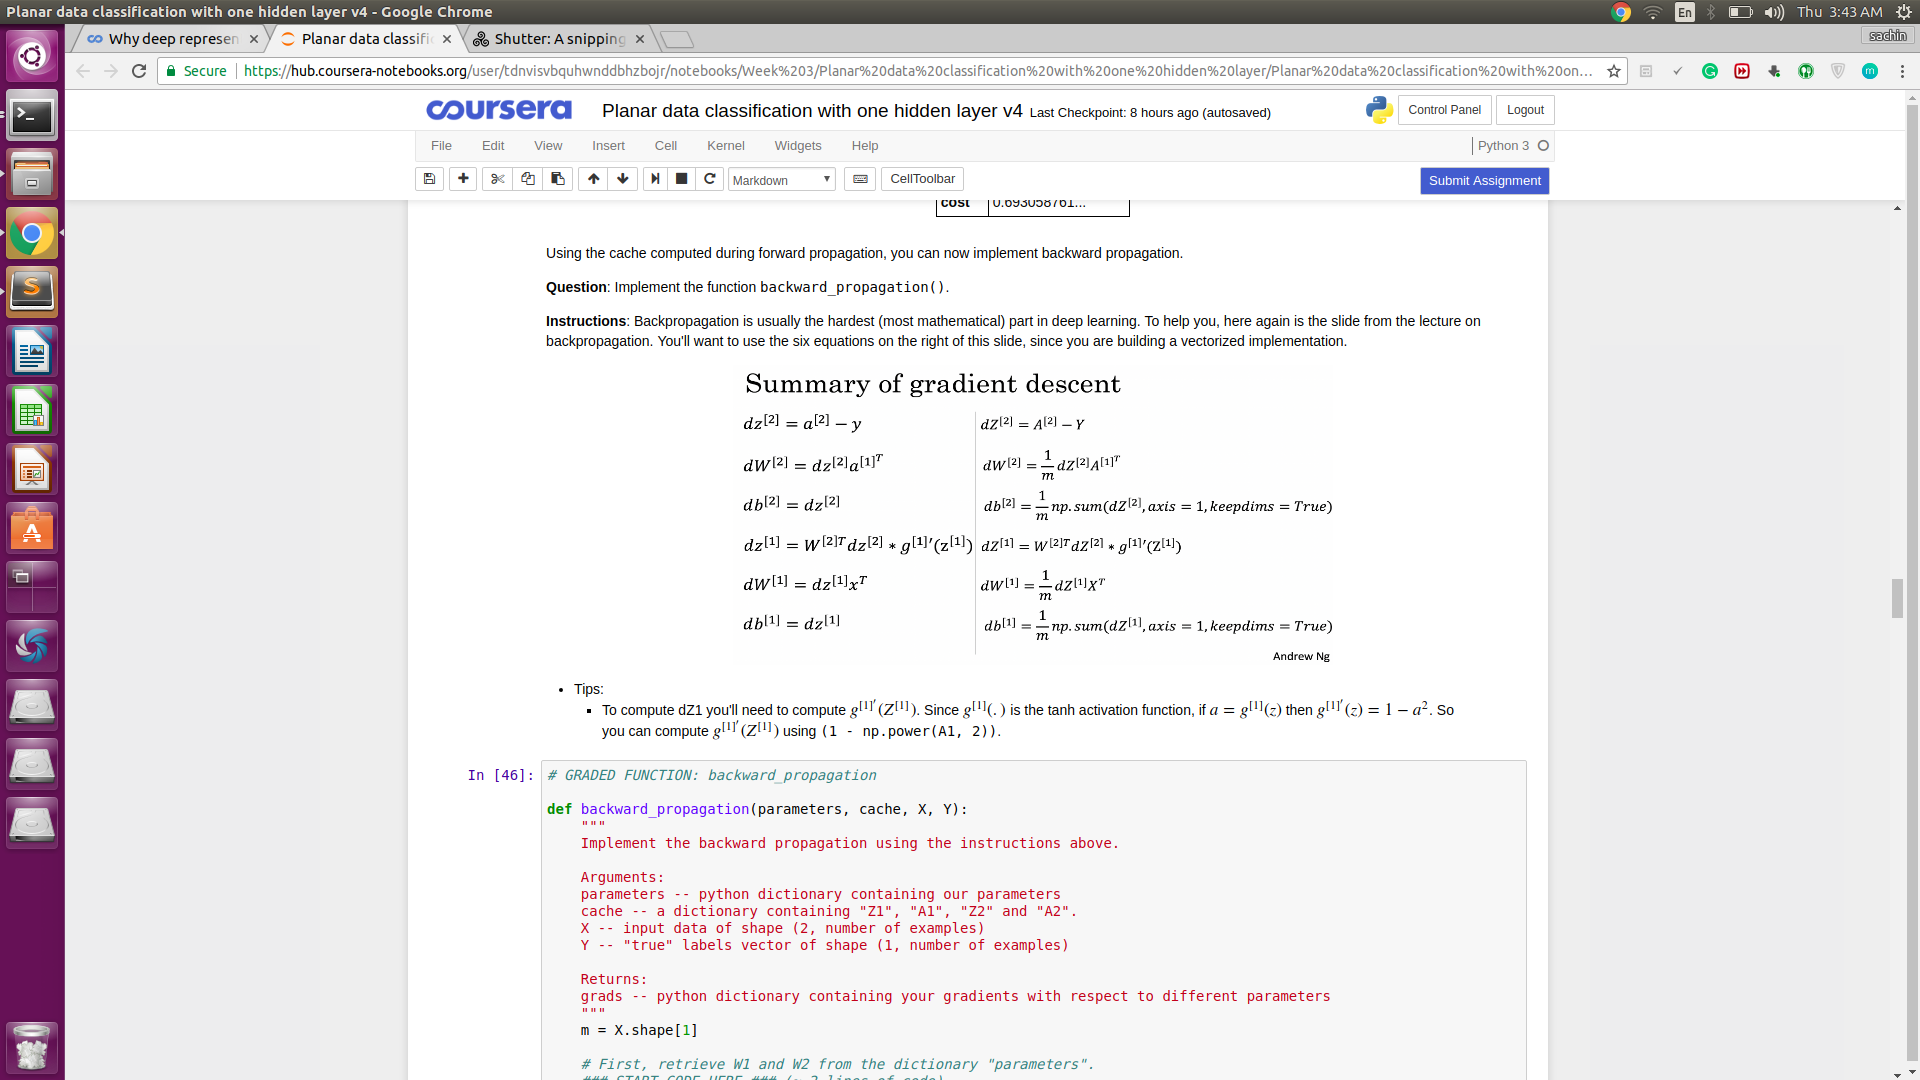 Planar data classification with one hidden layer v4 - Google Chrome
En
Thu 3:43 AM
Why deep represen
Planar data classific
Shutter: A snipping
sachin
Secure
https://hub.coursera-notebooks.org/user/tdnvisvbquhwnddbhzbojr/notebooks/Week%203/Planar%20data%20classification%20with%20one%20hidden%20layer/Planar%20data%20classification%20with%20on...
coursera
Planar data classification with one hidden layer v4 Last Checkpoint: 8 hours ago (autosaved)
Control Panel
Logout
File Edit View Insert Cell Kernel Widgets Help
Python 3
Markdown
CellToolbar
Submit Assignment
cost 0.693058761...
Using the cache computed during forward propagation, you can now implement backward propagation.
Question: Implement the function backward_propagation().
Instructions: Backpropagation is usually the hardest (most mathematical) part in deep learning. To help you, here again is the slide from the lecture on
backpropagation. You'll want to use the six equations on the right of this slide, since you are building a vectorized implementation.
Summary of gradient descent
dz^[2] = a^[2] − y
dW^[2] = dz^[2]a^[1]^T
db^[2] = dz^[2]
dz^[1] = W^[2]T dz^[2] ∗ g^[1]′(z^[1])
dW^[1] = dz^[1]x^T
db^[1] = dz^[1]
dZ^[2] = A^[2] − Y
dW^[2] = 1/m dZ^[2]A^[1]^T
db^[2] = 1/m np.sum(dZ^[2], axis = 1, keepdims = True)
dZ^[1] = W^[2]T dZ^[2] ∗ g^[1]′(Z^[1])
dW^[1] = 1/m dZ^[1]X^T
db^[1] = 1/m np.sum(dZ^[1], axis = 1, keepdims = True)
Andrew Ng
• Tips:
▪ To compute dZ1 you'll need to compute g^[1]′(Z^[1]). Since g^[1](.) is the tanh activation function, if a = g^[1](z) then g^[1]′(z) = 1 − a². So
you can compute g^[1]′(Z^[1]) using (1 - np.power(A1, 2)).
In [46]:
# GRADED FUNCTION: backward_propagation
def backward_propagation(parameters, cache, X, Y):
"""
Implement the backward propagation using the instructions above.
Arguments:
parameters -- python dictionary containing our parameters
cache -- a dictionary containing "Z1", "A1", "Z2" and "A2".
X -- input data of shape (2, number of examples)
Y -- "true" labels vector of shape (1, number of examples)
Returns:
grads -- python dictionary containing your gradients with respect to different parameters
"""
m = X.shape[1]
# First, retrieve W1 and W2 from the dictionary "parameters".
### START CODE HERE ### (≈ 2 lines of code)